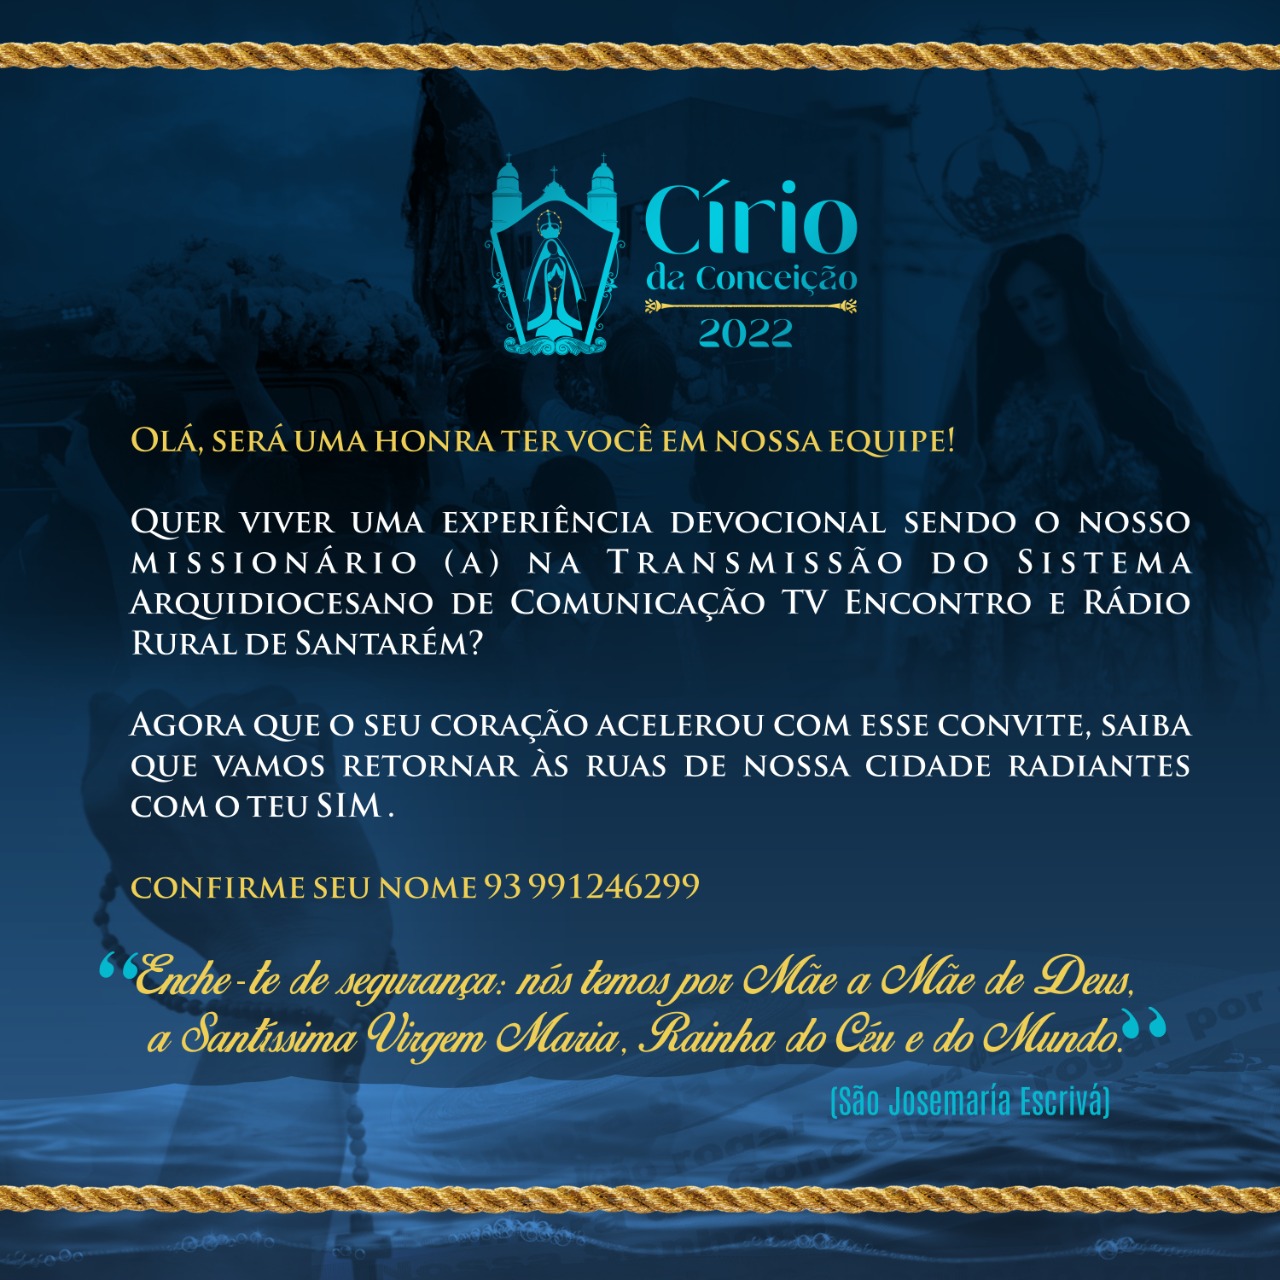 Círio
da Conceição
2022
OLÁ, SERÁ UMA HONRA TER VOCÊ EM NOSSA EQUIPE!
QUER VIVER UMA EXPERIÊNCIA DEVOCIONAL SENDO O NOSSO
MISSIONÁRIO (A) NA TRANSMISSÃO DO SISTEMA
ARQUIDIOCESANO DE COMUNICAÇÃO TV ENCONTRO E RÁDIO
RURAL DE SANTARÉM?
AGORA QUE O SEU CORAÇÃO ACELEROU COM ESSE CONVITE, SAIBA
QUE VAMOS RETORNAR ÀS RUAS DE NOSSA CIDADE RADIANTES
COM O TEU SIM .
CONFIRME SEU NOME 93 991246299
“Enche-te de segurança: nós temos por Mãe a Mãe de Deus,
a Santíssima Virgem Maria, Rainha do Céu e do Mundo.”
(São Josemaría Escrivá)